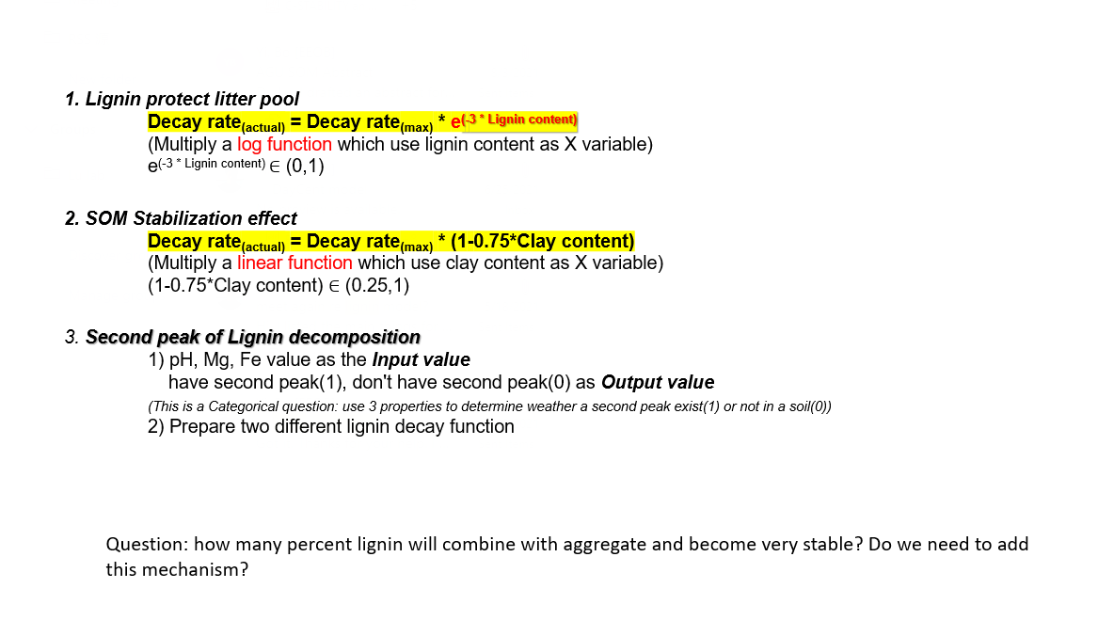 1. Lignin protect litter pool
Decay rate(actual) = Decay rate(max) * e(-3 * Lignin content)
(Multiply a log function which use lignin content as X variable)
e(-3 * Lignin content) ∈ (0,1)
2. SOM Stabilization effect
Decay rate(actual) = Decay rate(max) * (1-0.75*Clay content)
(Multiply a linear function which use clay content as X variable)
(1-0.75*Clay content) ∈ (0.25,1)
3. Second peak of Lignin decomposition
1) pH, Mg, Fe value as the Input value
have second peak(1), don't have second peak(0) as Output value
(This is a Categorical question: use 3 properties to determine weather a second peak exist(1) or not in a soil(0))
2) Prepare two different lignin decay function
Question: how many percent lignin will combine with aggregate and become very stable? Do we need to add
this mechanism?